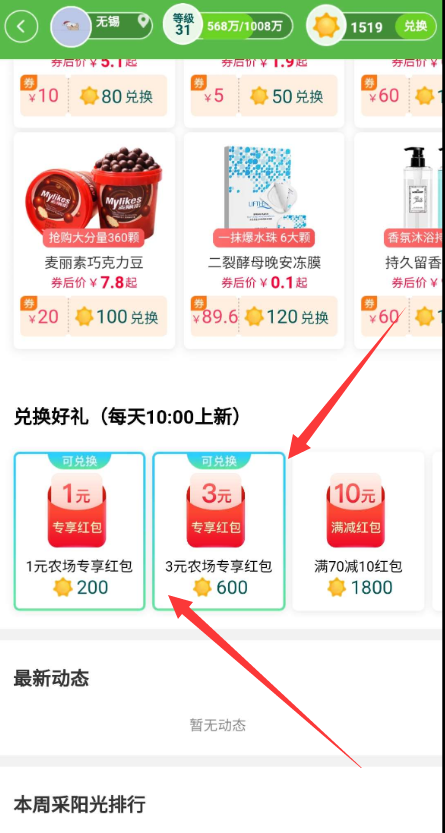 无锡
等级
31
568万/1008万
1519
兑换
券后价￥5.1起
券后价￥1.9起
券后价￥
券
￥10
80兑换
券
￥5
50兑换
券
￥60
1
Mylikes
Mylikes
抢购大分量360颗
一抹爆水珠 6大颗
香氛沐浴持
麦丽素巧克力豆
二裂酵母晚安冻膜
持久留香
券后价￥7.8起
券后价￥0.1起
券后价￥
券
￥20
100兑换
券
￥89.6
120兑换
券
￥60
1
兑换好礼（每天10:00上新）
可兑换
可兑换
1元
专享红包
3元
专享红包
10元
满减红包
1元农场专享红包
3元农场专享红包
满70减10红包
200
600
1800
最新动态
暂无动态
本周采阳光排行